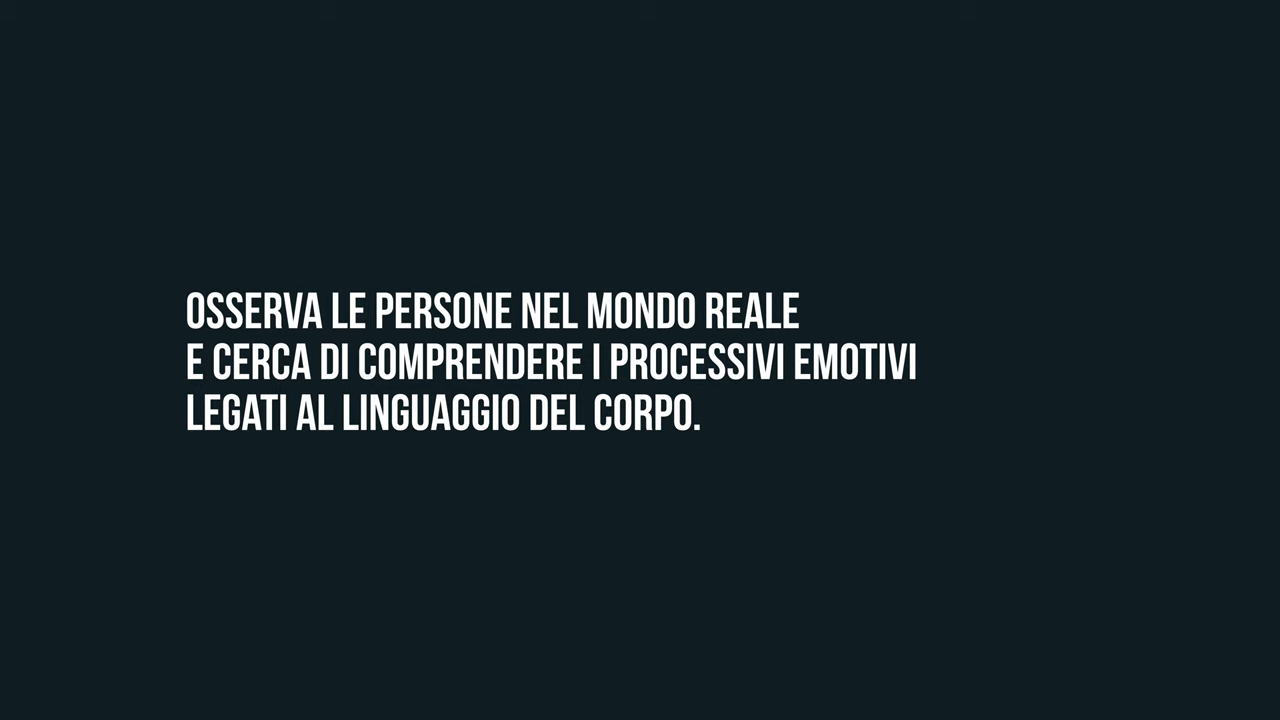 OSSERVA LE PERSONE NEL MONDO REALE
E CERCA DI COMPRENDERE I PROCESSIVI EMOTIVI
LEGATI AL LINGUAGGIO DEL CORPO.